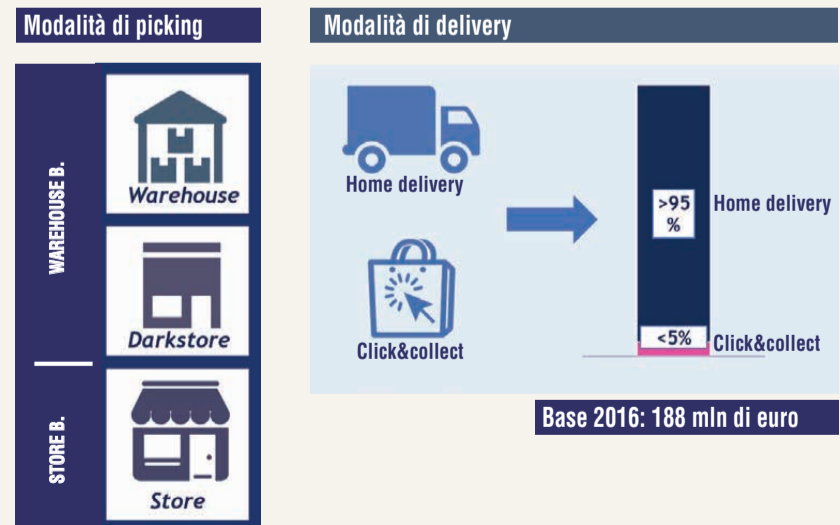 Modalità di picking
WAREHOUSE B.
Warehouse
Darkstore
STORE B.
Store
Modalità di delivery
Home delivery
Click&collect
>95
%
Home delivery
<5%
Click&collect
Base 2016: 188 mln di euro